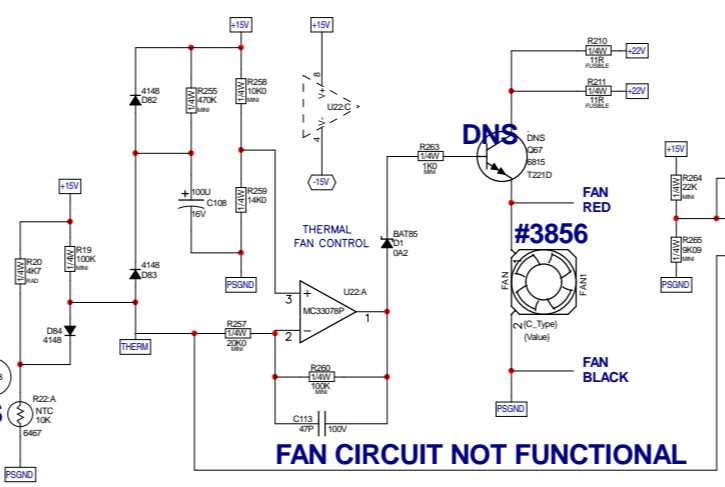 +15V
+15V
R210
1/4W
11R
FUSIBLE
+22V
R211
1/4W
11R
FUSIBLE
+22V
4148
D82
1/4W
R255
470K
MINI
1/4W
R258
10K0
MINI
8
V+
U22:C
V-
4
-15V
DNS
DNS
Q67
6815
T221D
R263
1/4W
1K0
MINI
+15V
1/4W
R264
22K
MINI
1/4W
R265
9K09
MINI
PSGND
+15V
1/4W
R20
4K7
RAD
1/4W
R19
100K
MINI
+
100U
C108
16V
1/4W
R259
14K0
THERMAL
FAN CONTROL
BAT85
D1
0A2
FAN
RED
#3856
4148
D83
PSGND
3
+
U22:A
MC33078P
1
2
−
FAN
1
FAN1
2
(C_Type)
(Value)
D84
4148
THERM
R257
1/4W
20K0
MINI
R260
1/4W
100K
MINI
C113
47P
100V
FAN
BLACK
PSGND
R22:A
NTC
10K
6467
PSGND
FAN CIRCUIT NOT FUNCTIONAL